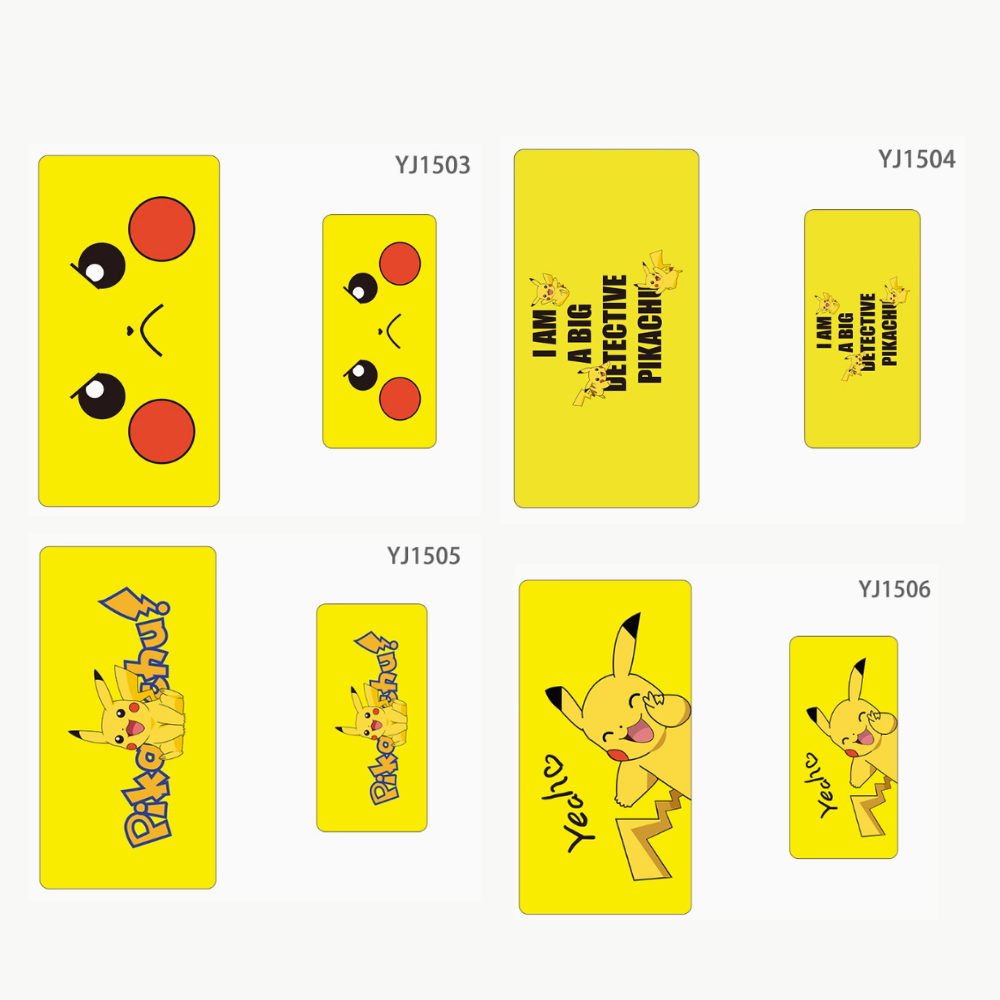 YJ1503
YJ1504
I AM
A BIG
DETECTIVE
PIKACHU
I AM
A BIG
DETECTIVE
PIKACHU
YJ1505
Pikachu!
Pikachu!
YJ1506
Yeah
Yeah